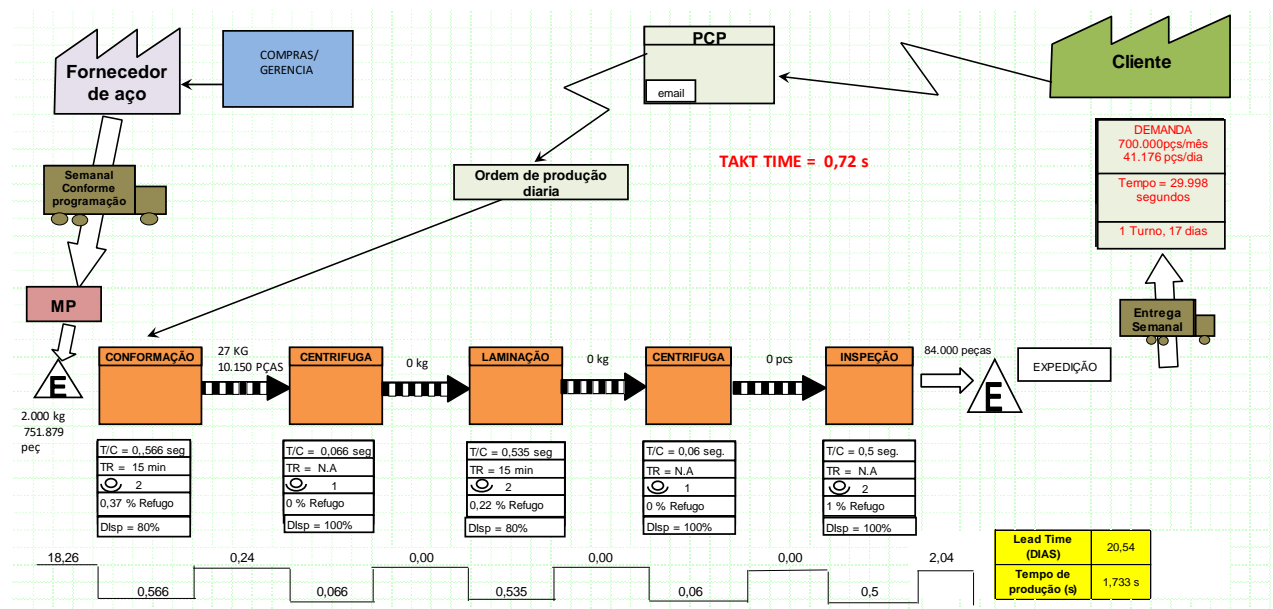 COMPRAS/
GERENCIA
Fornecedor
de aço
PCP
email
Cliente
DEMANDA
700.000pçs/mês
41.176 pçs/dia
Tempo = 29.998
segundos
1 Turno, 17 dias
TAKT TIME =  0,72 s
Semanal
Conforme
programação
Ordem de produção
diaria
MP
Entrega
Semanal
E
2.000 kg
751.879
peç
CONFORMAÇÃO
27 KG
10.150 PÇAS
CENTRIFUGA
0 kg
LAMINAÇÃO
0 kg
CENTRIFUGA
0 pcs
INSPEÇÃO
84.000 peças
E
EXPEDIÇÃO
T/C = 0,,566 seg
TR =  15 min
2
0,37 % Refugo
DIsp = 80%
T/C = 0,066 seg
TR =  N.A
1
0 % Refugo
DIsp = 100%
T/C = 0,535 seg
TR = 15 min
2
0,22 % Refugo
DIsp = 80%
T/C = 0,06 seg.
TR = N.A
1
0 % Refugo
DIsp = 100%
T/C = 0,5 seg.
TR = N.A
2
1 % Refugo
DIsp = 100%
18,26
0,566
0,24
0,066
0,00
0,535
0,00
0,06
0,00
0,5
2,04
Lead Time
(DIAS)
20,54
Tempo de
produção (s)
1,733 s